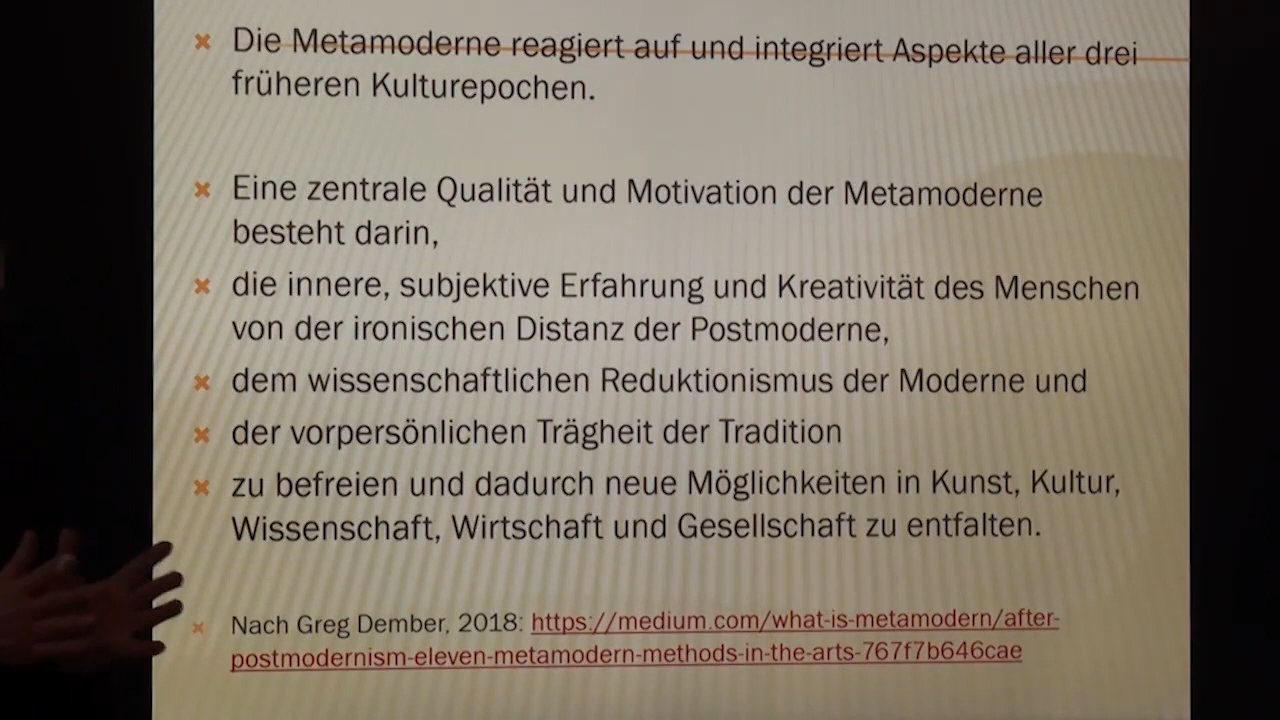 Die Metamoderne reagiert auf und integriert Aspekte aller drei
früheren Kulturepochen.
Eine zentrale Qualität und Motivation der Metamoderne
besteht darin,
die innere, subjektive Erfahrung und Kreativität des Menschen
von der ironischen Distanz der Postmoderne,
dem wissenschaftlichen Reduktionismus der Moderne und
der vorpersönlichen Trägheit der Tradition
zu befreien und dadurch neue Möglichkeiten in Kunst, Kultur,
Wissenschaft, Wirtschaft und Gesellschaft zu entfalten.
Nach Greg Dember, 2018: https://medium.com/what-is-metamodern/after-
postmodernism-eleven-metamodern-methods-in-the-arts-767f7b646cae